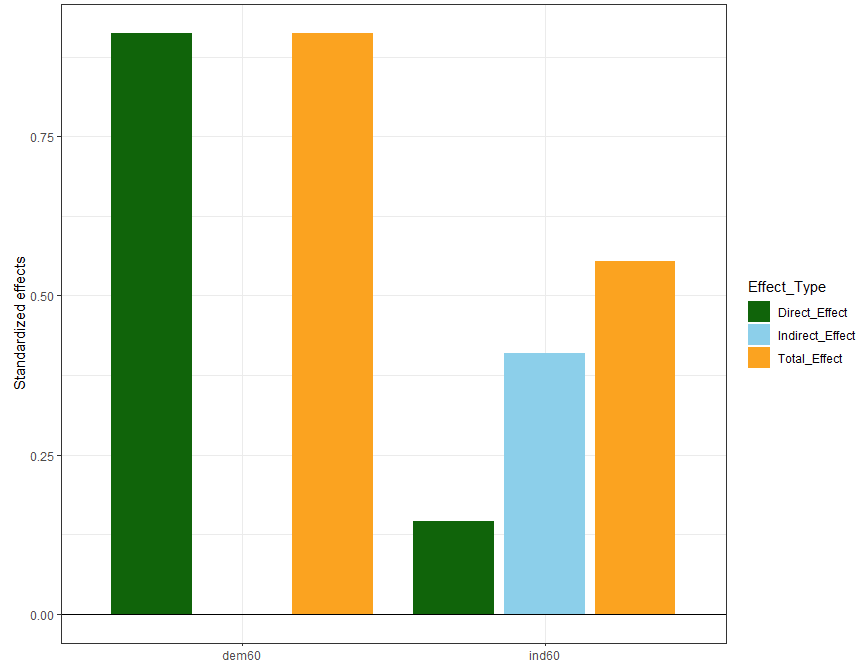 Standardized effects
0.75
0.50
0.25
0.00
dem60
ind60
Effect_Type
Direct_Effect
Indirect_Effect
Total_Effect